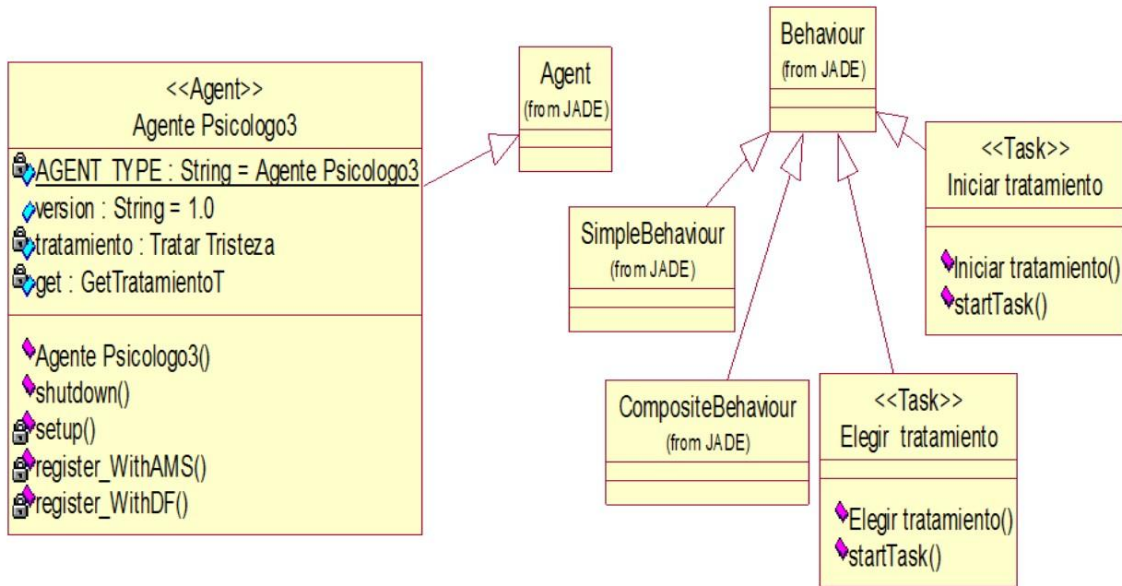 <<Agent>>
Agente Psicologo3
AGENT_TYPE : String = Agente Psicologo3
version : String = 1.0
tratamiento : Tratar Tristeza
get : GetTratamientoT
Agente Psicologo3()
shutdown()
setup()
register_WithAMS()
register_WithDF()
Agent
(from JADE)
Behaviour
(from JADE)
SimpleBehaviour
(from JADE)
CompositeBehaviour
(from JADE)
<<Task>>
Elegir tratamiento
Elegir tratamiento()
startTask()
<<Task>>
Iniciar tratamiento
Iniciar tratamiento()
startTask()